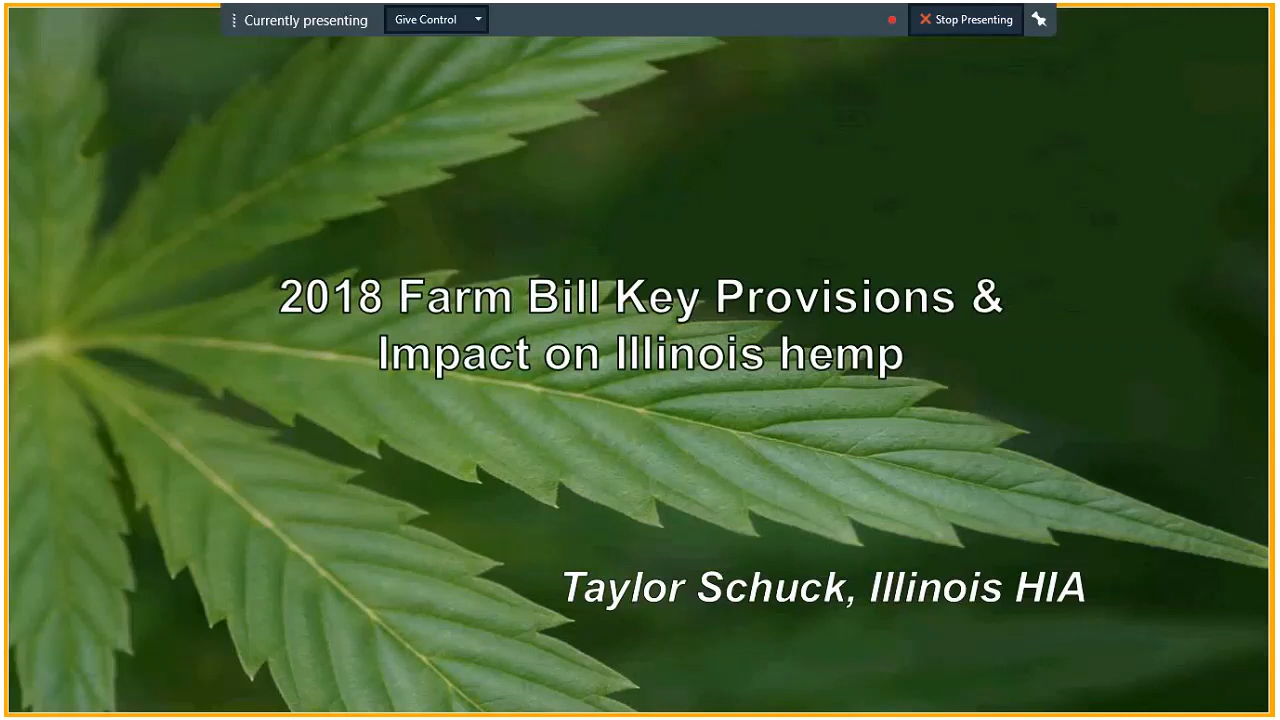 Currently presenting
Give Control
Stop Presenting
2018 Farm Bill Key Provisions &
Impact on Illinois hemp
Taylor Schuck, Illinois HIA